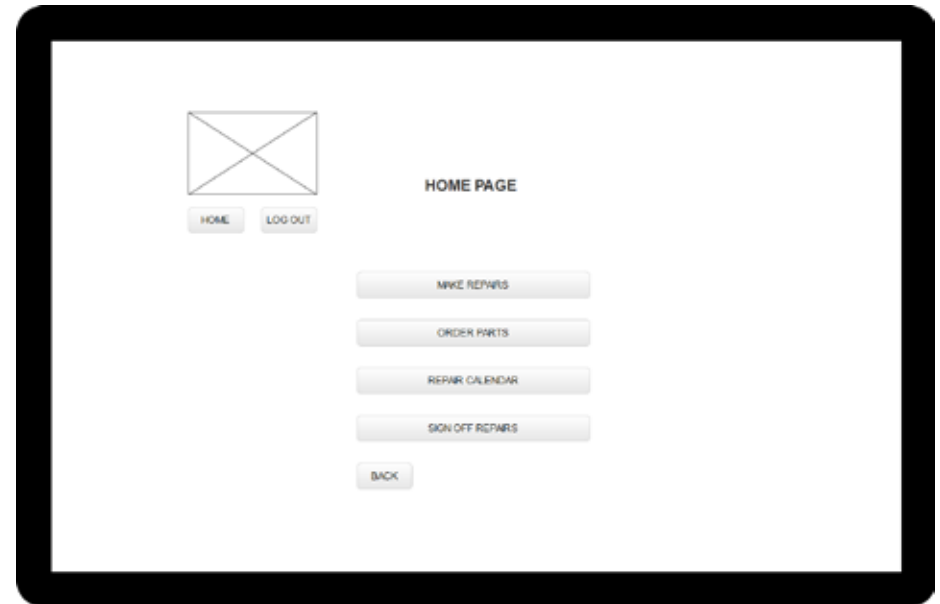 HOME PAGE
HOME
LOG OUT
MAKE REPAIRS
ORDER PARTS
REPAIR CALENDAR
SIGN OFF REPAIRS
BACK